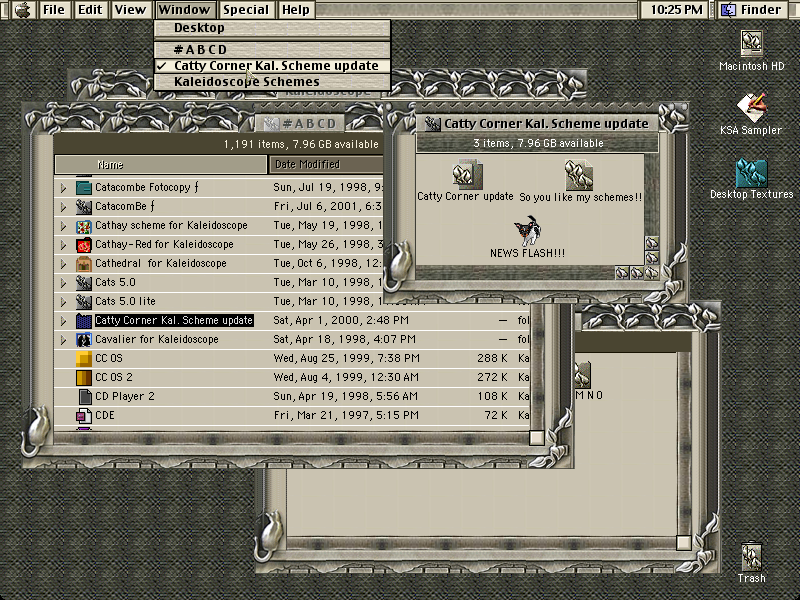 File Edit View Window Special Help 10:25 PM Finder
Desktop
#ABCD
✓ Catty Corner Kal. Scheme update
Kaleidoscope Schemes
Kaleidoscope
Macintosh HD
KSA Sampler
Desktop Textures
Trash
#ABCD
1,191 items, 7.96 GB available
Name Date Modified
Catacombe Fotocopy ƒ Sun, Jul 19, 1998, 9:
CatacomBe ƒ Fri, Jul 6, 2001, 6:3
Cathay scheme for Kaleidoscope Tue, May 19, 1998,
Cathay-Red for Kaleidoscope Tue, May 26, 1998, 3
Cathedral for Kaleidoscope Tue, Oct 6, 1998, 12:
Cats 5.0 Tue, Mar 10, 1998,
Cats 5.0 lite Tue, Mar 10, 1998,
Catty Corner Kal. Scheme update Sat, Apr 1, 2000, 2:48 PM — fol
Cavalier for Kaleidoscope Sat, Apr 18, 1998, 4:07 PM — fol
CC OS Wed, Aug 25, 1999, 7:38 PM 288 K Ka
CC OS 2 Wed, Aug 4, 1999, 12:30 AM 272 K Ka
CD Player 2 Sun, Apr 19, 1998, 5:56 AM 108 K Ka
CDE Fri, Mar 21, 1997, 5:15 PM 72 K Ka
Catty Corner Kal. Scheme update
3 items, 7.96 GB available
Catty Corner update So you like my schemes!!
NEWS FLASH!!!
M N O